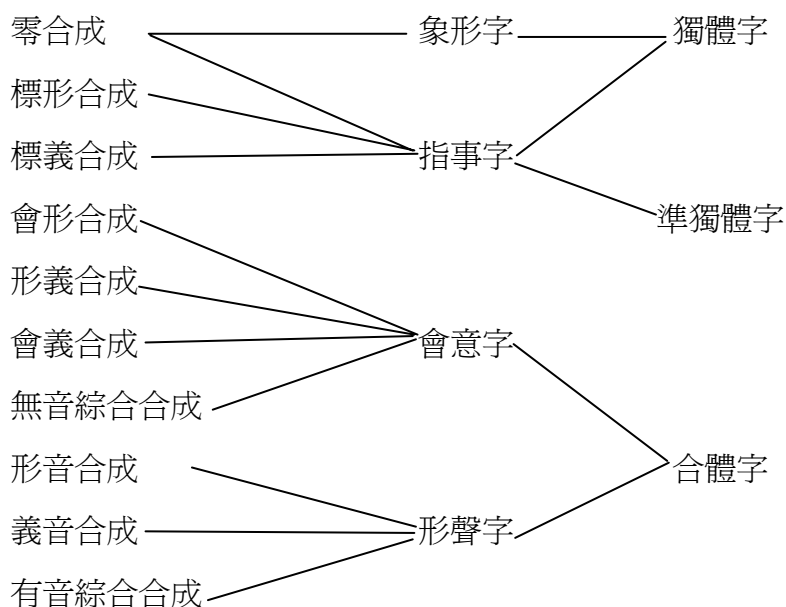 零合成 象形字 獨體字
標形合成
標義合成 指事字
會形合成 準獨體字
形義合成
會義合成 會意字
無音綜合合成
形音合成 合體字
義音合成 形聲字
有音綜合合成